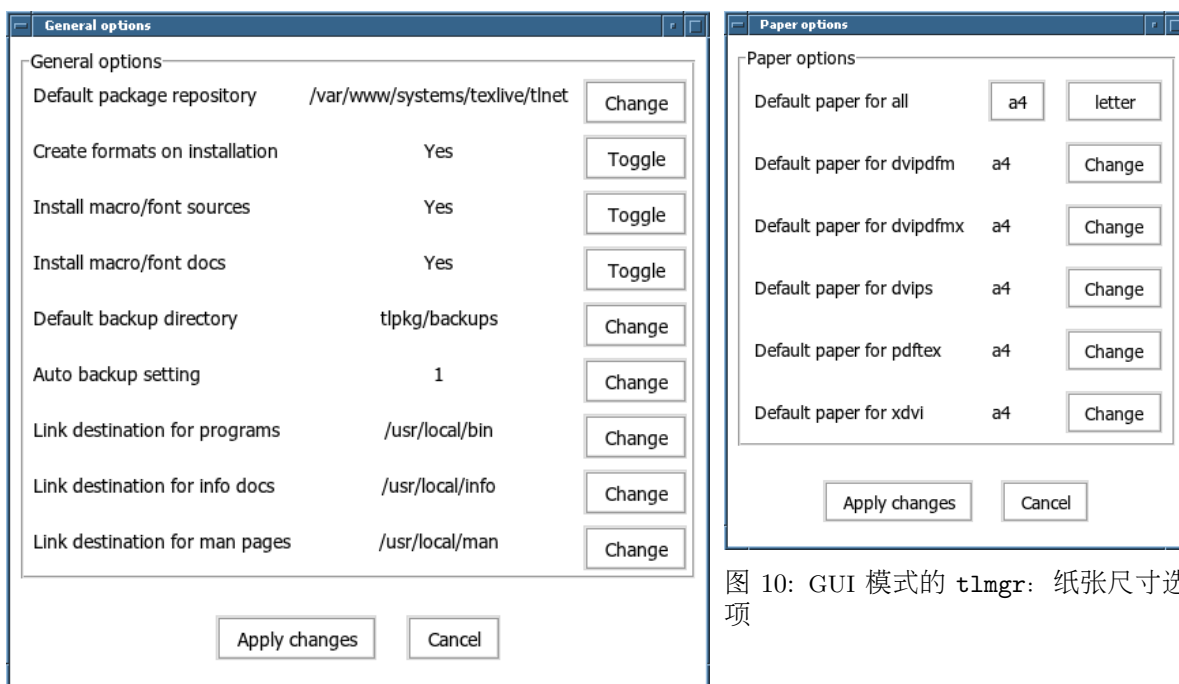 General options
General options
Default package repository /var/www/systems/texlive/tlnet Change
Create formats on installation Yes Toggle
Install macro/font sources Yes Toggle
Install macro/font docs Yes Toggle
Default backup directory tlpkg/backups Change
Auto backup setting 1 Change
Link destination for programs /usr/local/bin Change
Link destination for info docs /usr/local/info Change
Link destination for man pages /usr/local/man Change
Apply changes Cancel
Paper options
Paper options
Default paper for all a4 letter
Default paper for dvipdfm a4 Change
Default paper for dvipdfmx a4 Change
Default paper for dvips a4 Change
Default paper for pdftex a4 Change
Default paper for xdvi a4 Change
Apply changes Cancel
图 10: GUI 模式的 tlmgr: 纸张尺寸选
项